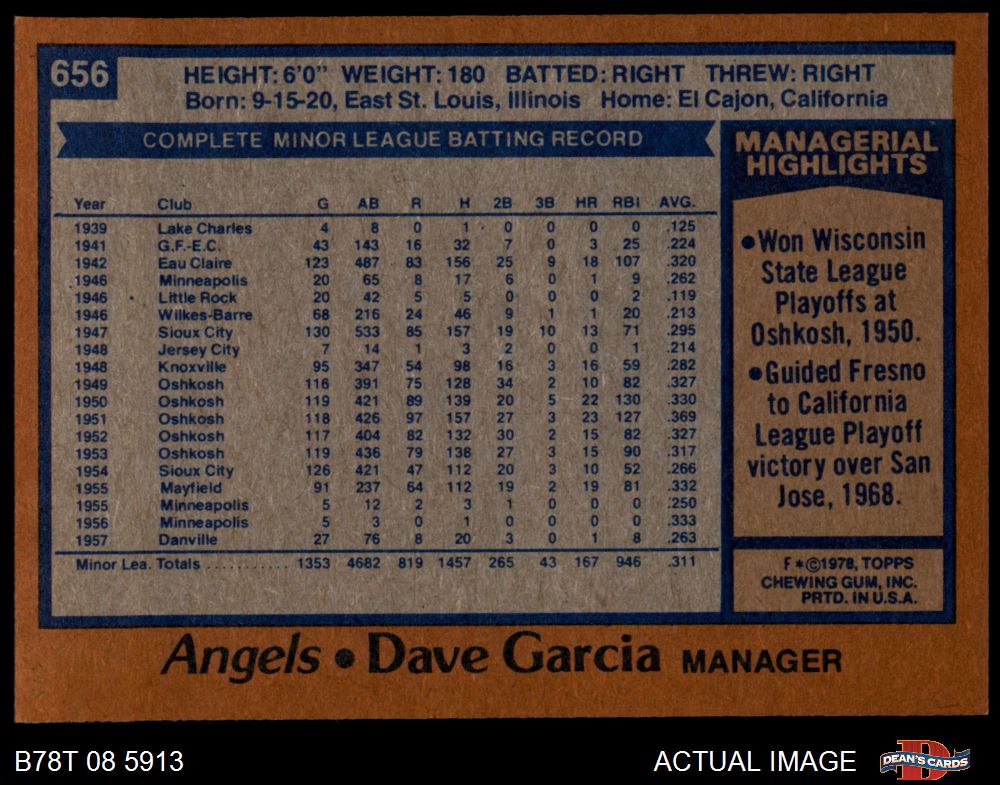 656
HEIGHT: 6'0" WEIGHT: 180 BATTED: RIGHT THREW: RIGHT
Born: 9-15-20, East St. Louis, Illinois Home: El Cajon, California
COMPLETE MINOR LEAGUE BATTING RECORD
Year Club G AB R H 2B 3B HR RBI AVG.
1939 Lake Charles 4 8 0 1 0 0 0 0 .125
1941 G.F.-E.C. 43 143 16 32 7 0 3 25 .224
1942 Eau Claire 123 487 83 156 25 9 18 107 .320
1946 Minneapolis 20 65 8 17 6 0 1 9 .262
1946 Little Rock 20 42 5 5 0 0 0 2 .119
1946 Wilkes-Barre 68 216 24 46 9 1 1 20 .213
1947 Sioux City 130 533 85 157 19 10 13 71 .295
1948 Jersey City 7 14 1 3 2 0 0 1 .214
1948 Knoxville 95 347 54 98 16 3 16 59 .282
1949 Oshkosh 116 391 75 128 34 2 10 82 .327
1950 Oshkosh 119 421 89 139 20 5 22 130 .330
1951 Oshkosh 118 426 97 157 27 3 23 127 .369
1952 Oshkosh 117 404 82 132 30 2 15 82 .327
1953 Oshkosh 119 436 79 138 27 3 15 90 .317
1954 Sioux City 126 421 47 112 20 3 10 52 .266
1955 Mayfield 91 237 64 112 19 2 19 81 .332
1955 Minneapolis 5 12 2 3 1 0 0 0 .250
1956 Minneapolis 5 3 0 1 0 0 0 0 .333
1957 Danville 27 76 8 20 3 0 1 8 .263
Minor Lea. Totals ........... 1353 4682 819 1457 265 43 167 946 .311
MANAGERIAL
HIGHLIGHTS
●Won Wisconsin
State League
Playoffs at
Oshkosh, 1950.
●Guided Fresno
to California
League Playoff
victory over San
Jose, 1968.
F*©1978, TOPPS
CHEWING GUM, INC.
PRTD. IN U.S.A.
Angels ● Dave Garcia MANAGER
B78T 08 5913
ACTUAL IMAGE
D
DEAN'S CARDS